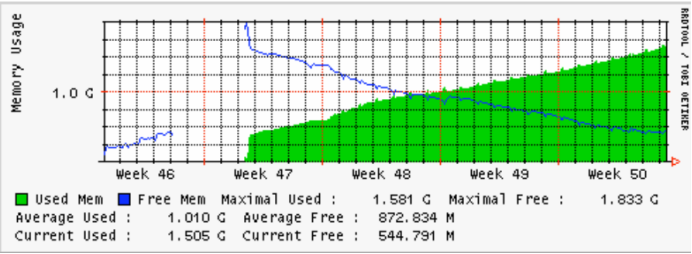 Memory Usage
RRDTOOL / TOBI OETIKER
1.0 G
Week 46 Week 47 Week 48 Week 49 Week 50
Used Mem Free Mem Maximal Used : 1.581 G Maximal Free : 1.833 G
Average Used : 1.010 G Average Free : 872.834 M
Current Used : 1.505 G Current Free : 544.791 M